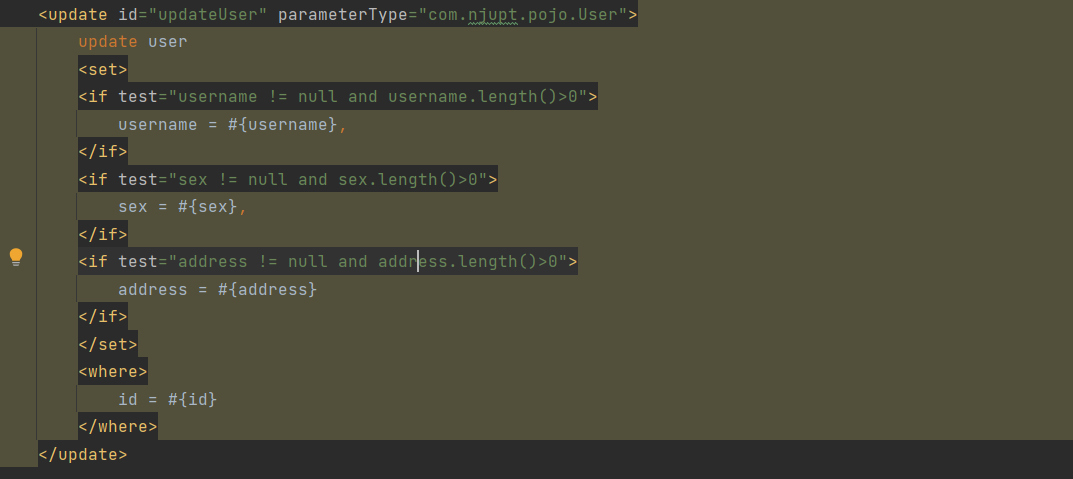 <update id="updateUser" parameterType="com.njupt.pojo.User">
update user
<set>
<if test="username != null and username.length()>0">
username = #{username},
</if>
<if test="sex != null and sex.length()>0">
sex = #{sex},
</if>
<if test="address != null and address.length()>0">
address = #{address}
</if>
</set>
<where>
id = #{id}
</where>
</update>